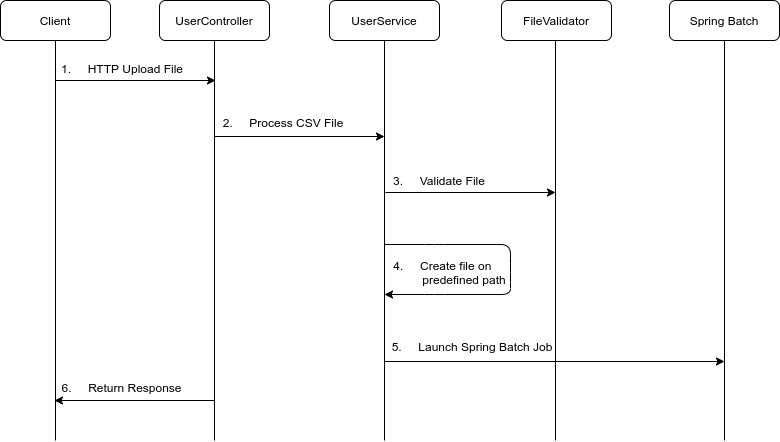 Client
UserController
UserService
FileValidator
Spring Batch
1. HTTP Upload File
2. Process CSV File
3. Validate File
4. Create file on
predefined path
5. Launch Spring Batch Job
6. Return Response